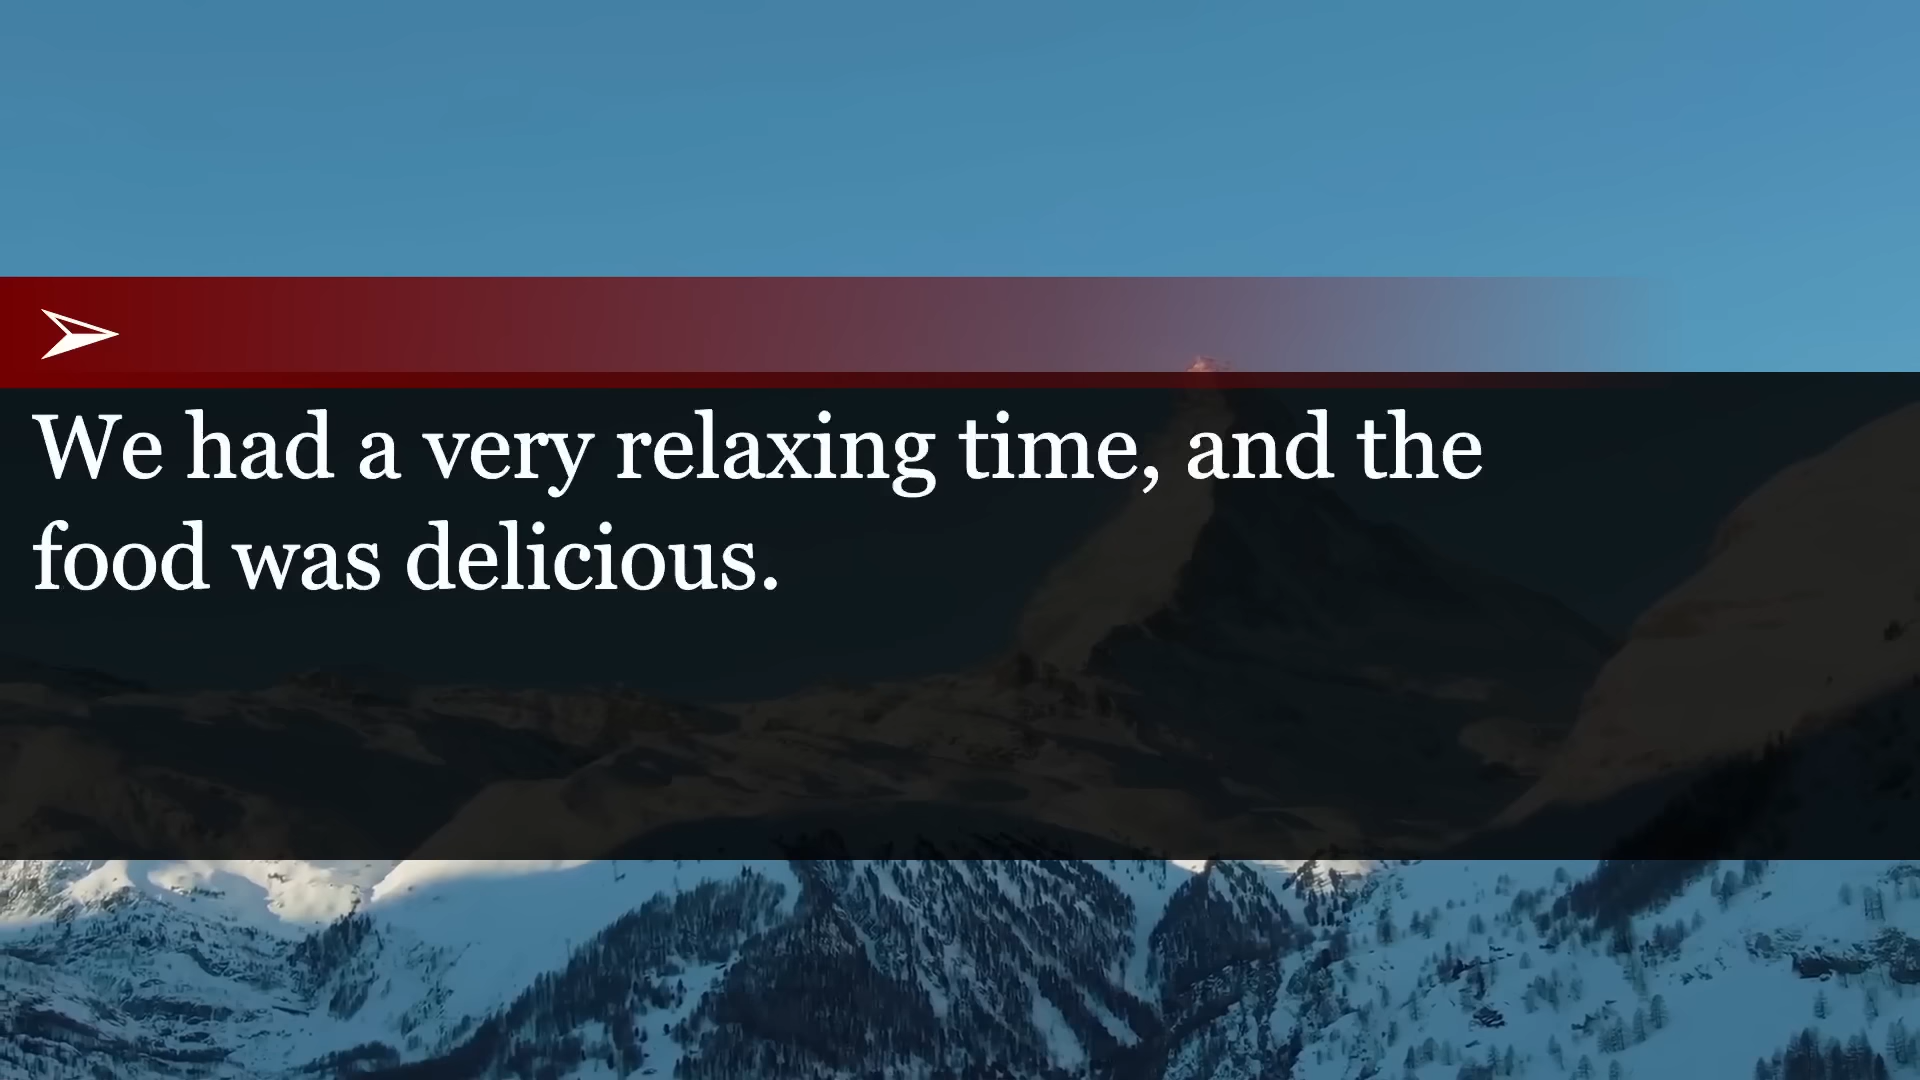 We had a very relaxing time, and the
food was delicious.